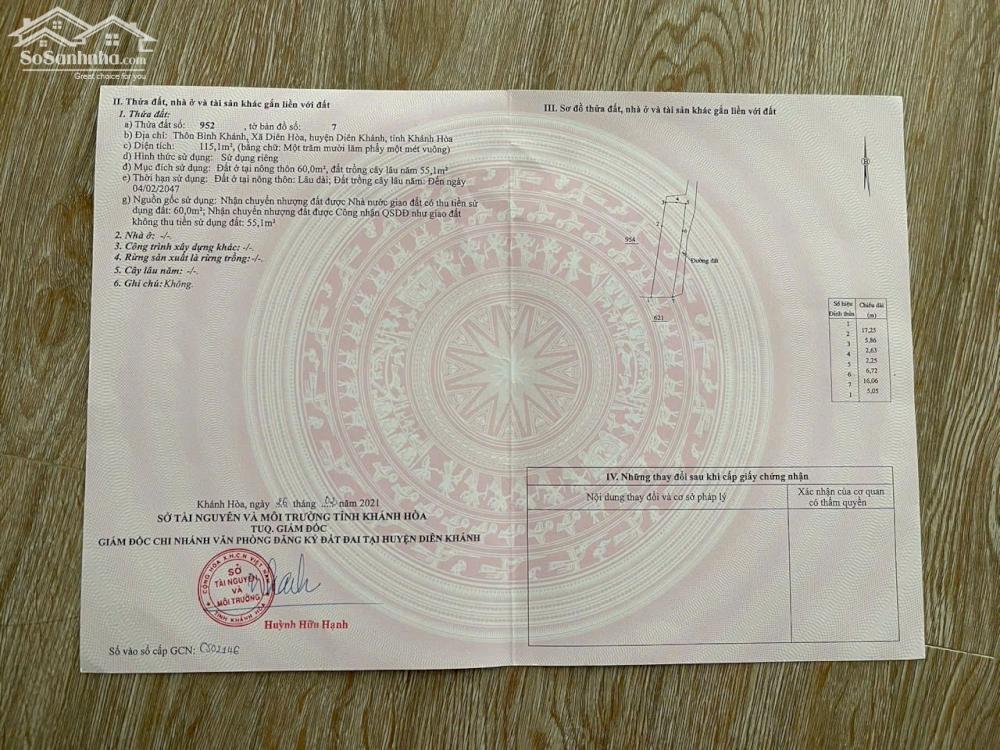 SoSanhnha.com
Great choice for you
II. Thửa đất, nhà ở và tài sản khác gắn liền với đất
1. Thửa đất:
a) Thửa đất số: 952 , tờ bản đồ số: 7
b) Địa chỉ: Thôn Bình Khánh, Xã Diên Hòa, huyện Diên Khánh, tỉnh Khánh Hòa
c) Diện tích: 115,1m², (bằng chữ: Một trăm mười lăm phẩy một mét vuông)
d) Hình thức sử dụng: Sử dụng riêng
đ) Mục đích sử dụng: Đất ở tại nông thôn 60,0m², đất trồng cây lâu năm 55,1m²
e) Thời hạn sử dụng: Đất ở tại nông thôn: Lâu dài; Đất trồng cây lâu năm: Đến ngày
04/02/2047
g) Nguồn gốc sử dụng: Nhận chuyển nhượng đất được Nhà nước giao đất có thu tiền sử
dụng đất: 60,0m²; Nhận chuyển nhượng đất được Công nhận QSDĐ như giao đất
không thu tiền sử dụng đất: 55,1m²
2. Nhà ở: -/-.
3. Công trình xây dựng khác: -/-.
4. Rừng sản xuất là rừng trồng: -/-.
5. Cây lâu năm: -/-.
6. Ghi chú: Không.
Khánh Hòa, ngày 26 tháng năm 2021
SỞ TÀI NGUYÊN VÀ MÔI TRƯỜNG TỈNH KHÁNH HÒA
TUQ. GIÁM ĐỐC
GIÁM ĐỐC CHI NHÁNH VĂN PHÒNG ĐĂNG KÝ ĐẤT ĐAI TẠI HUYỆN DIÊN KHÁNH
CỘNG HÒA X.H.C.N VIỆT NAM
SỞ
TÀI NGUYÊN
VÀ
MÔI TRƯỜNG
TỈNH KHÁNH HÒA
Huỳnh Hữu Hạnh
Số vào sổ cấp GCN: CS02146
III. Sơ đồ thửa đất, nhà ở và tài sản khác gắn liền với đất
954
Đường đất
621
Số hiệu Đỉnh thửa
Chiều dài (m)
1
17,25
2
5,86
3
2,63
4
2,25
5
6,72
6
16,06
7
5,05
1
IV. Những thay đổi sau khi cấp giấy chứng nhận
Nội dung thay đổi và cơ sở pháp lý
Xác nhận của cơ quan
có thẩm quyền